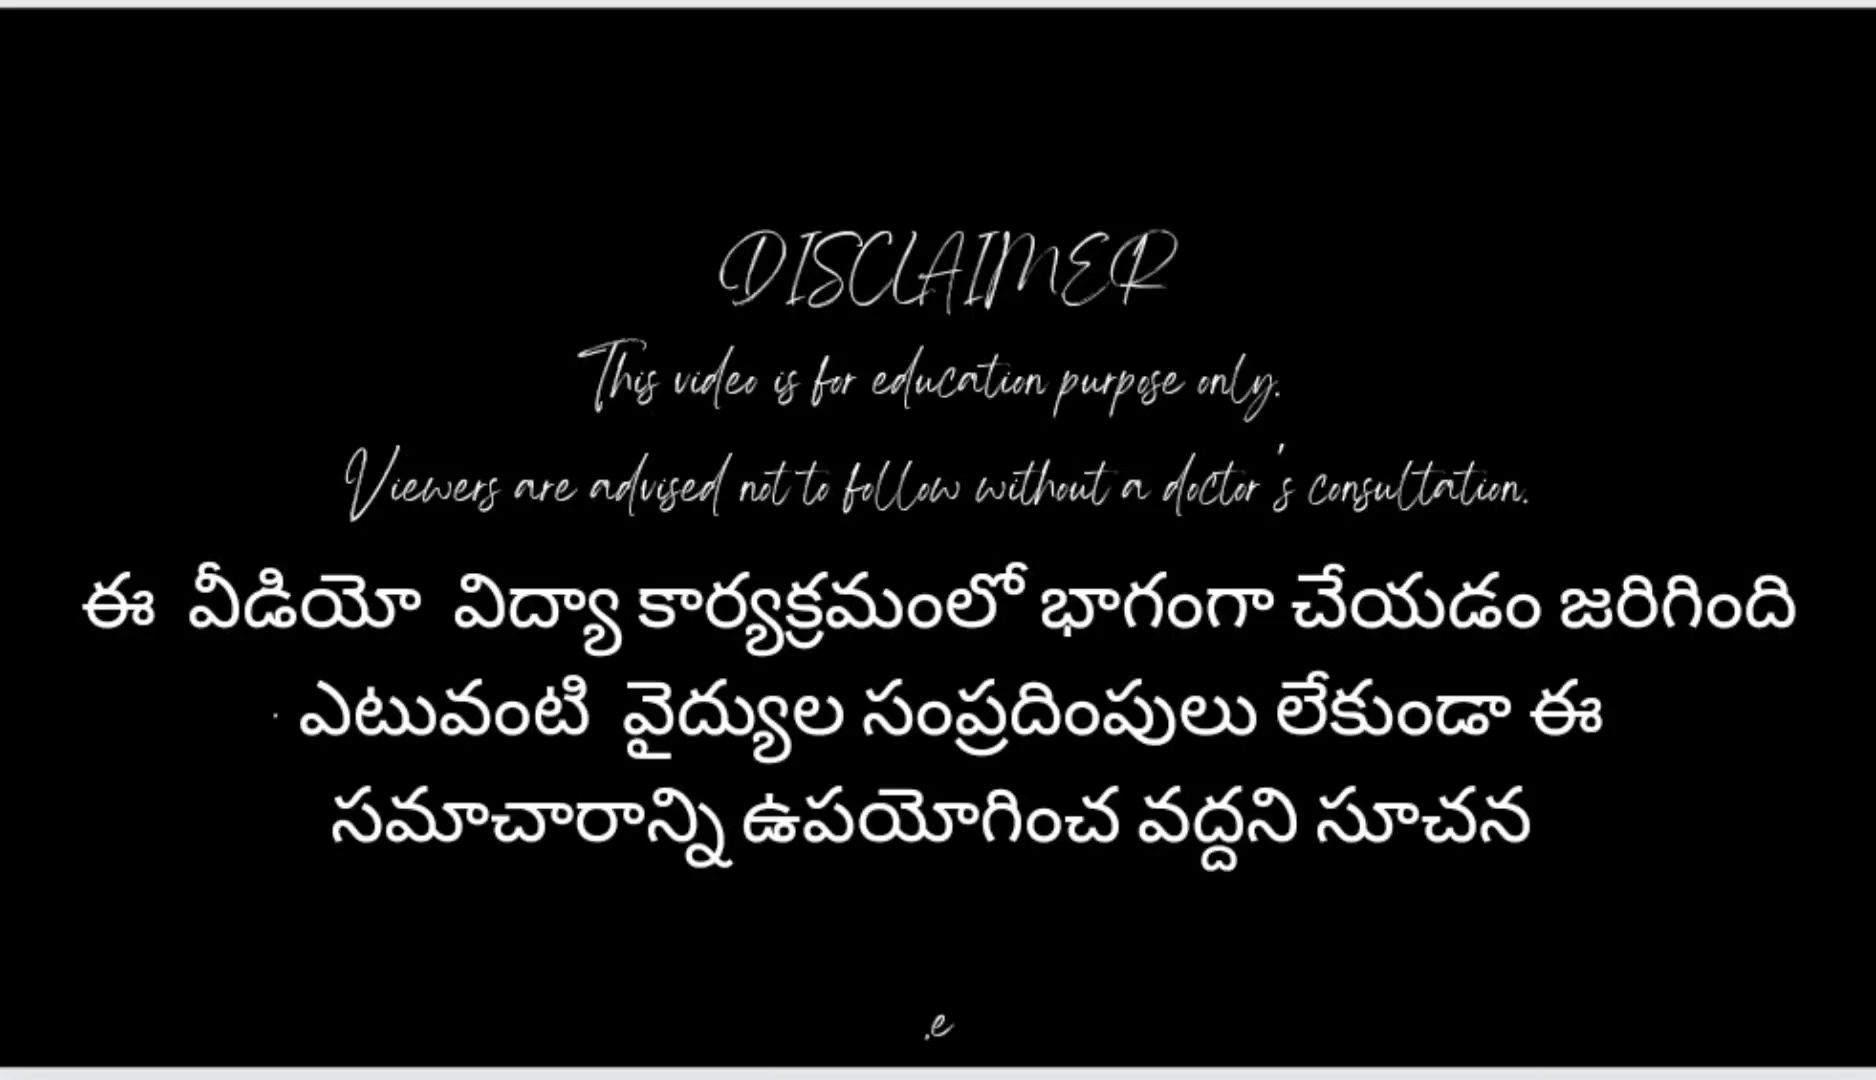 DISCLAIMER
This video is for education purpose only.
Viewers are advised not to follow without a doctor's consultation.
ఈ వీడియో విద్యా కార్యక్రమంలో భాగంగా చేయడం జరిగింది
. ఎటువంటి వైద్యుల సంప్రదింపులు లేకుండా ఈ
సమాచారాన్ని ఉపయోగించ వద్దని సూచన
.e